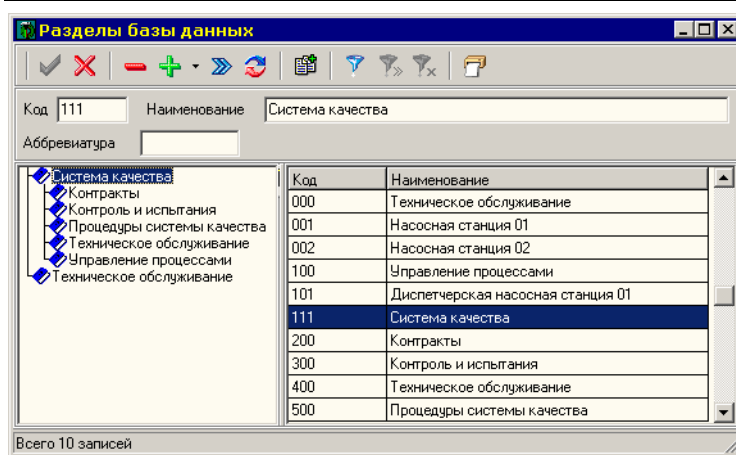 Разделы базы данных
Код 111 Наименование Система качества
Аббревиатура
Система качества
Контракты
Контроль и испытания
Процедуры системы качества
Техническое обслуживание
Управление процессами
Техническое обслуживание
Код Наименование
000 Техническое обслуживание
001 Насосная станция 01
002 Насосная станция 02
100 Управление процессами
101 Диспетчерская насосная станция 01
111 Система качества
200 Контракты
300 Контроль и испытания
400 Техническое обслуживание
500 Процедуры системы качества
Всего 10 записей